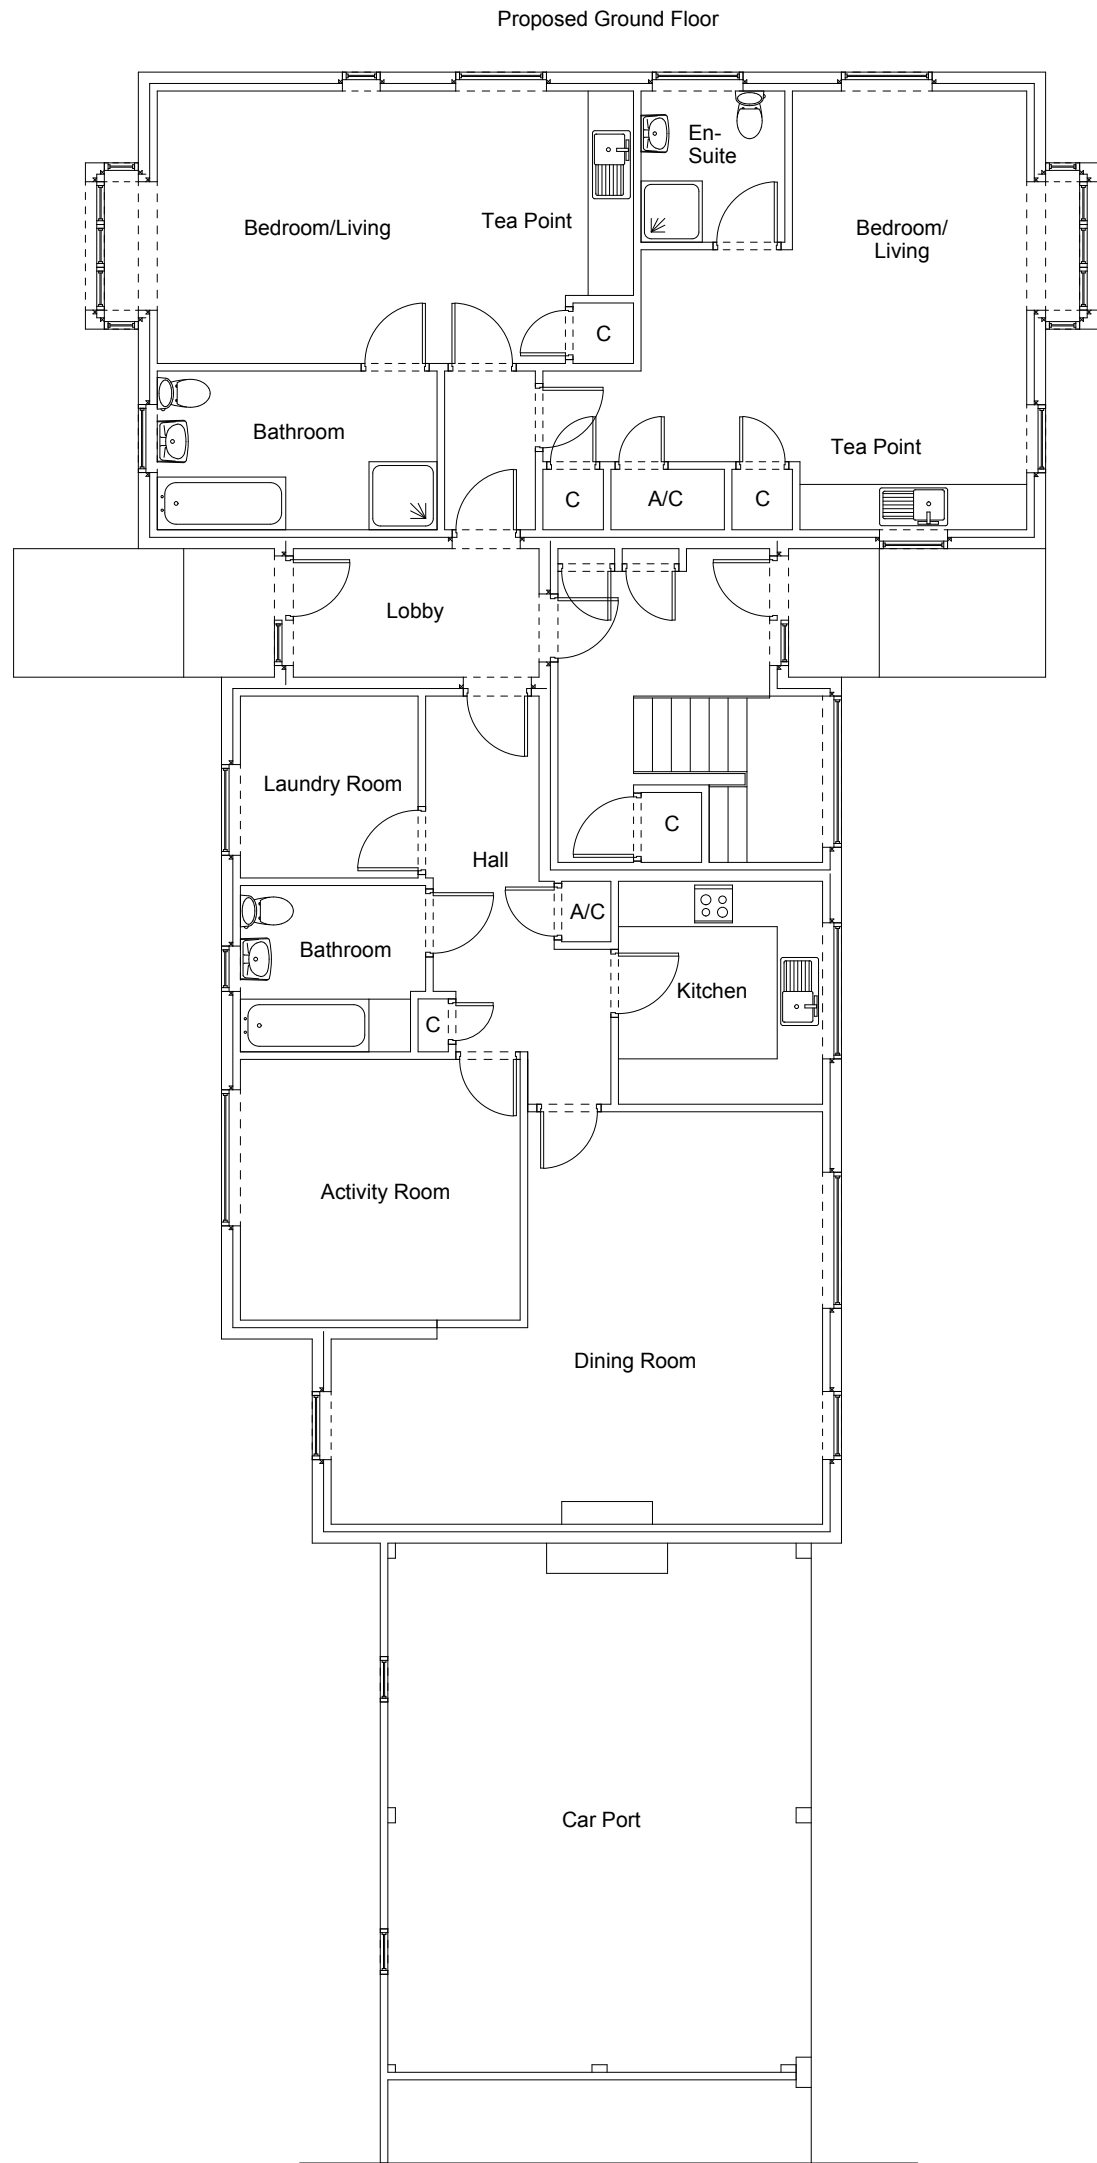 Proposed Ground Floor
En-
Suite
Bedroom/Living
Tea Point
Bedroom/
Living
C
Bathroom
Tea Point
C
A/C
C
Lobby
Laundry Room
C
Hall
A/C
Bathroom
Kitchen
C
Activity Room
Dining Room
Car Port